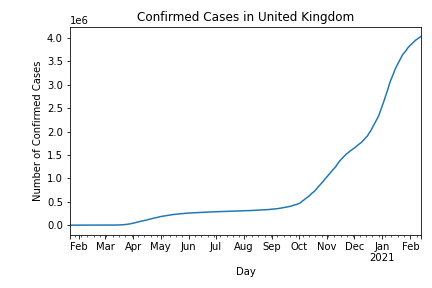 Confirmed Cases in United Kingdom
1e6
4.0
3.5
3.0
2.5
2.0
1.5
1.0
0.5
0.0
Number of Confirmed Cases
Feb Mar Apr May Jun Jul Aug Sep Oct Nov Dec Jan Feb
2021
Day